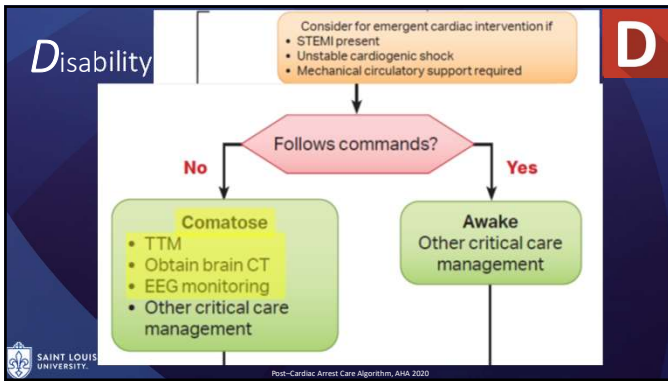 Disability
D
Consider for emergent cardiac intervention if
• STEMI present
• Unstable cardiogenic shock
• Mechanical circulatory support required
Follows commands?
No
Yes
Comatose
• TTM
• Obtain brain CT
• EEG monitoring
• Other critical care
management
Awake
Other critical care
management
SAINT LOUIS
UNIVERSITY.
Post–Cardiac Arrest Care Algorithm, AHA 2020